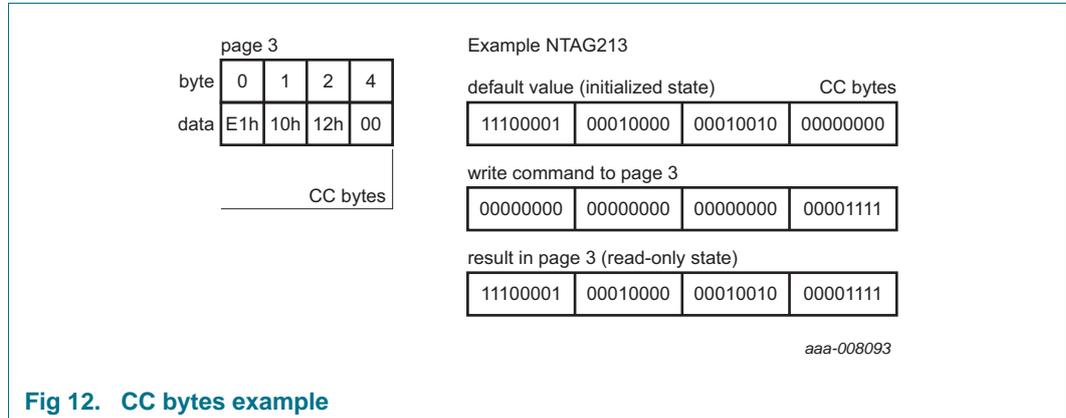 page 3
byte 0 1 2 4
data E1h 10h 12h 00
CC bytes
Example NTAG213
default value (initialized state) CC bytes
11100001 00010000 00010010 00000000
write command to page 3
00000000 00000000 00000000 00001111
result in page 3 (read-only state)
11100001 00010000 00010010 00001111
aaa-008093
Fig 12. CC bytes example